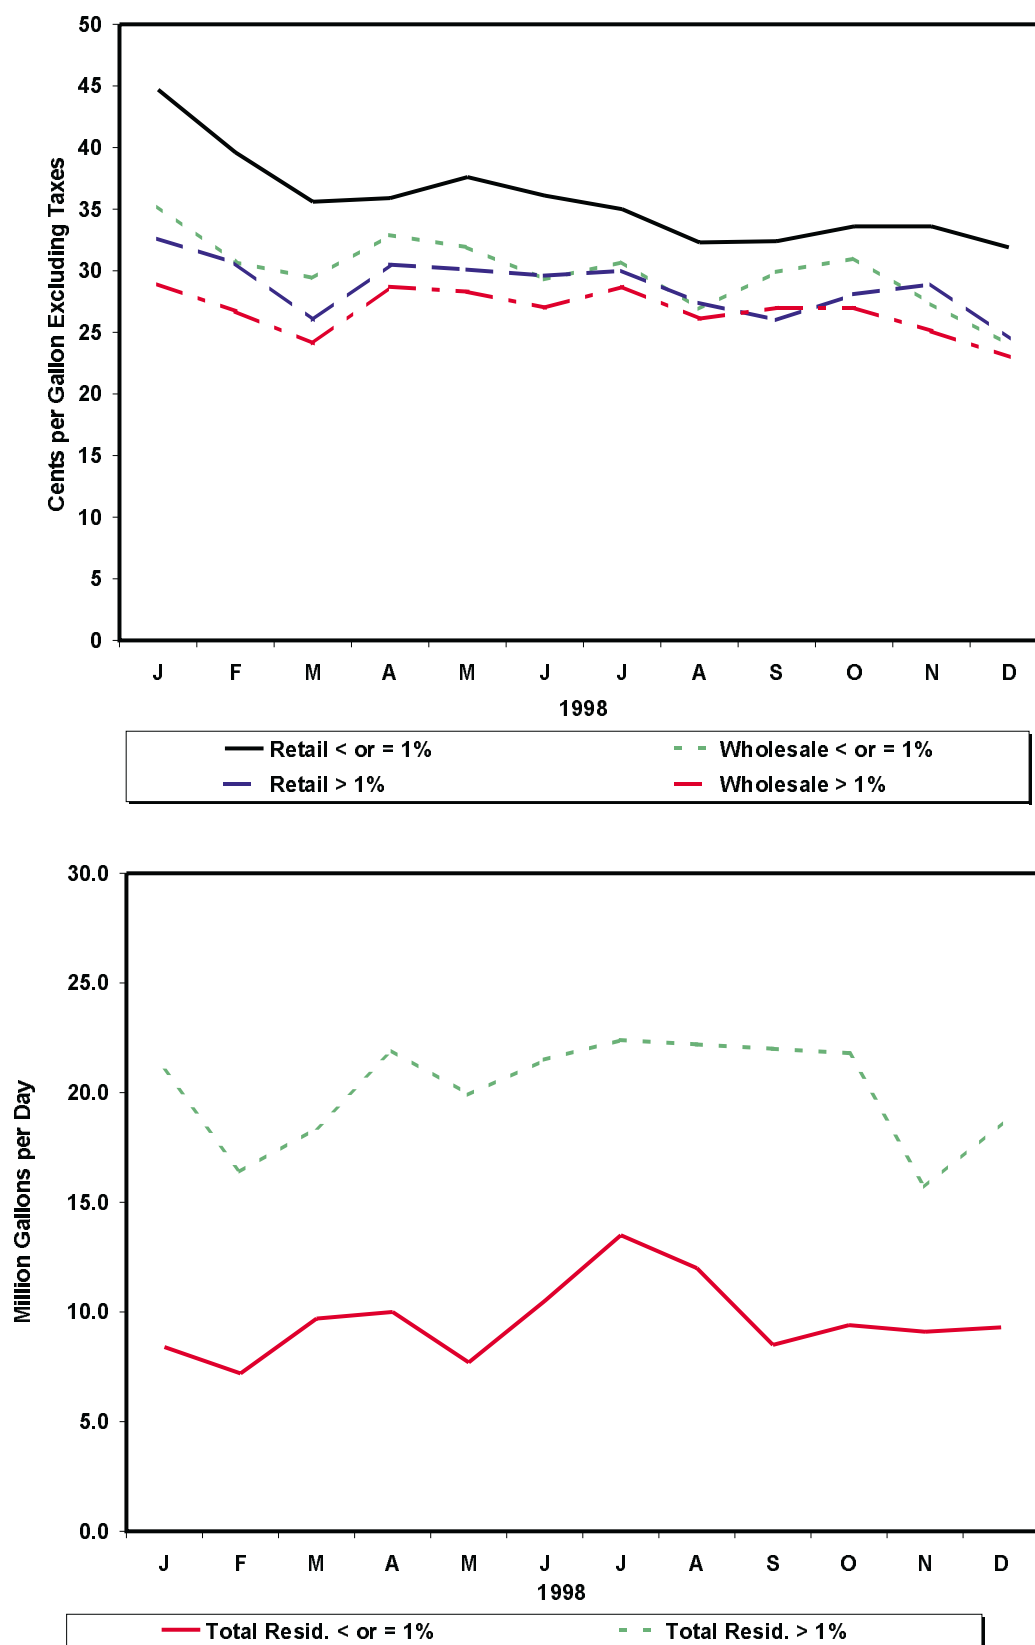 50
45
40
35
30
25
20
15
10
5
0
Cents per Gallon Excluding Taxes
J F M A M J J A S O N D
1998
Retail < or = 1% Wholesale < or = 1%
Retail > 1% Wholesale > 1%
30.0
25.0
20.0
15.0
10.0
5.0
0.0
Million Gallons per Day
J F M A M J J A S O N D
1998
Total Resid. < or = 1% Total Resid. > 1%